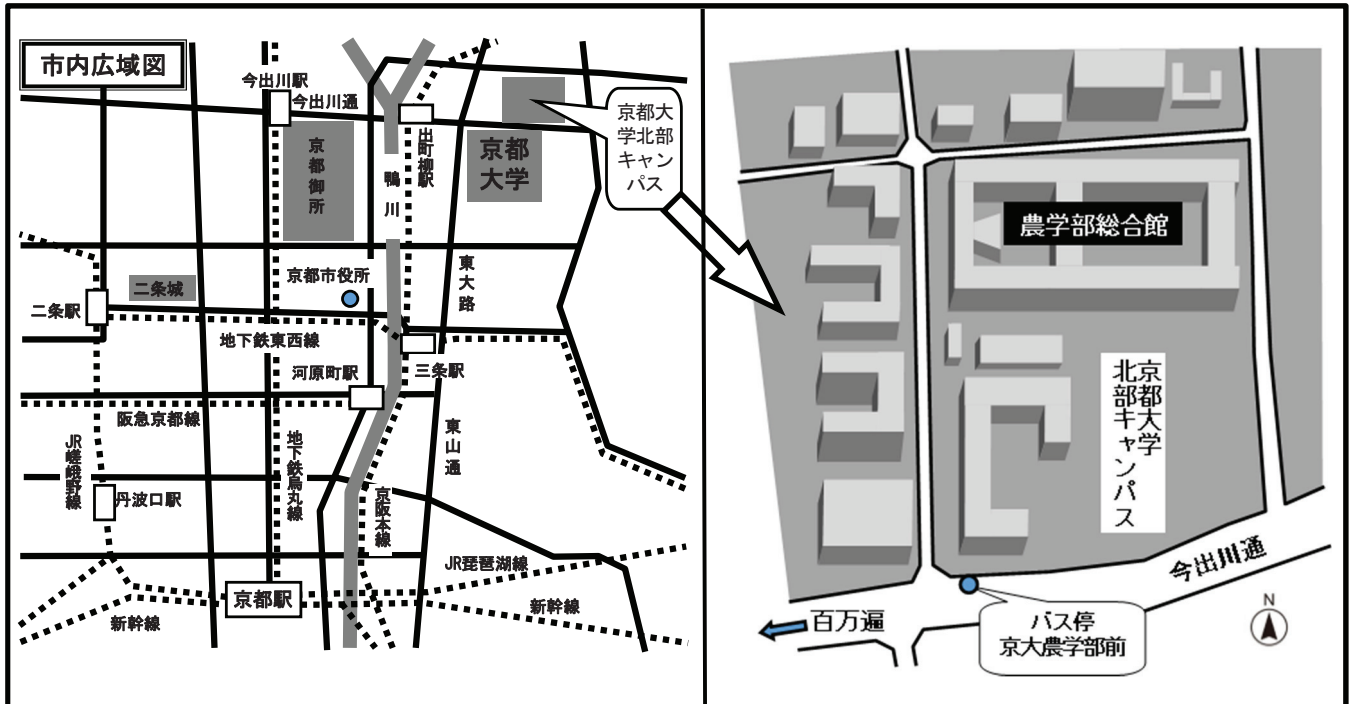 市内広域図
今出川駅
今出川通
京都御所
鴨川
出町柳駅
京都
大学
京都大
学北部
キャン
パス
京都市役所
東大路
二条城
二条駅
地下鉄東西線
河原町駅
三条駅
阪急京都線
JR嵯峨野線
地下鉄烏丸線
東山通
丹波口駅
京阪本線
JR琵琶湖線
京都駅
新幹線
新幹線
農学部総合館
京都大学
北部キャンパス
今出川通
百万遍
バス停
京大農学部前
N